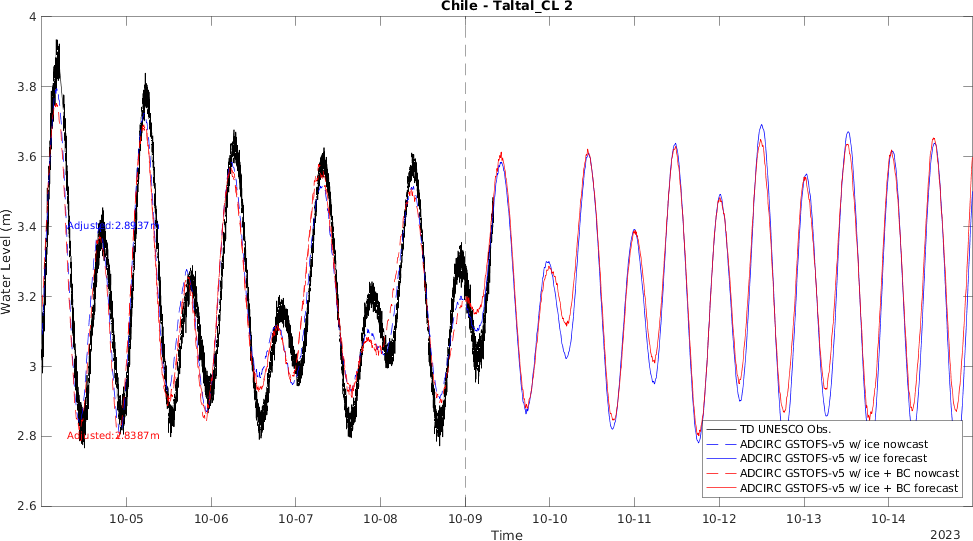 Chile - Taltal_CL 2
4
3.8
3.6
3.4
3.2
3
2.8
2.6
Water Level (m)
Adjusted:2.8937m
Adjusted:2.8387m
TD UNESCO Obs.
ADCIRC GSTOFS-v5 w/ ice nowcast
ADCIRC GSTOFS-v5 w/ ice forecast
ADCIRC GSTOFS-v5 w/ ice + BC nowcast
ADCIRC GSTOFS-v5 w/ ice + BC forecast
10-05 10-06 10-07 10-08 10-09 10-10 10-11 10-12 10-13 10-14
Time
2023